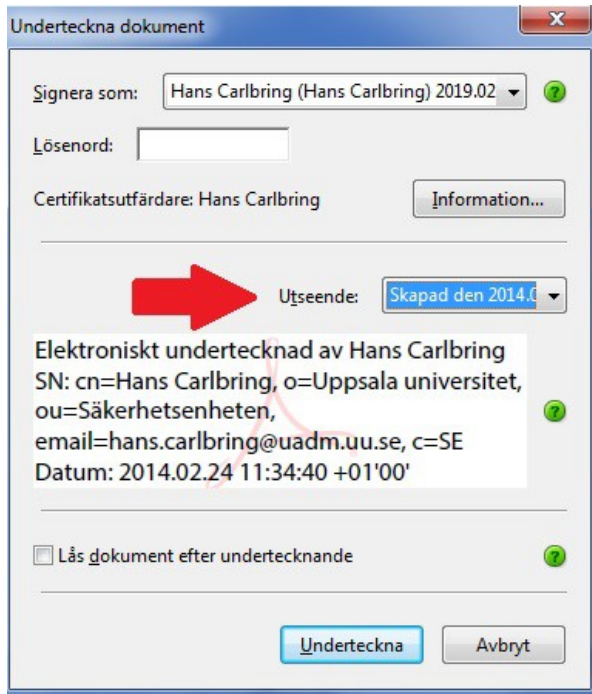 Underteckna dokument
Signera som: Hans Carlbring (Hans Carlbring) 2019.02
Lösenord:
Certifikatsutfärdare: Hans Carlbring Information...
Utseende: Skapad den 2014.0
Elektroniskt undertecknad av Hans Carlbring
SN: cn=Hans Carlbring, o=Uppsala universitet,
ou=Säkerhetsenheten,
email=hans.carlbring@uadm.uu.se, c=SE
Datum: 2014.02.24 11:34:40 +01'00'
Lås dokument efter undertecknande
Underteckna Avbryt